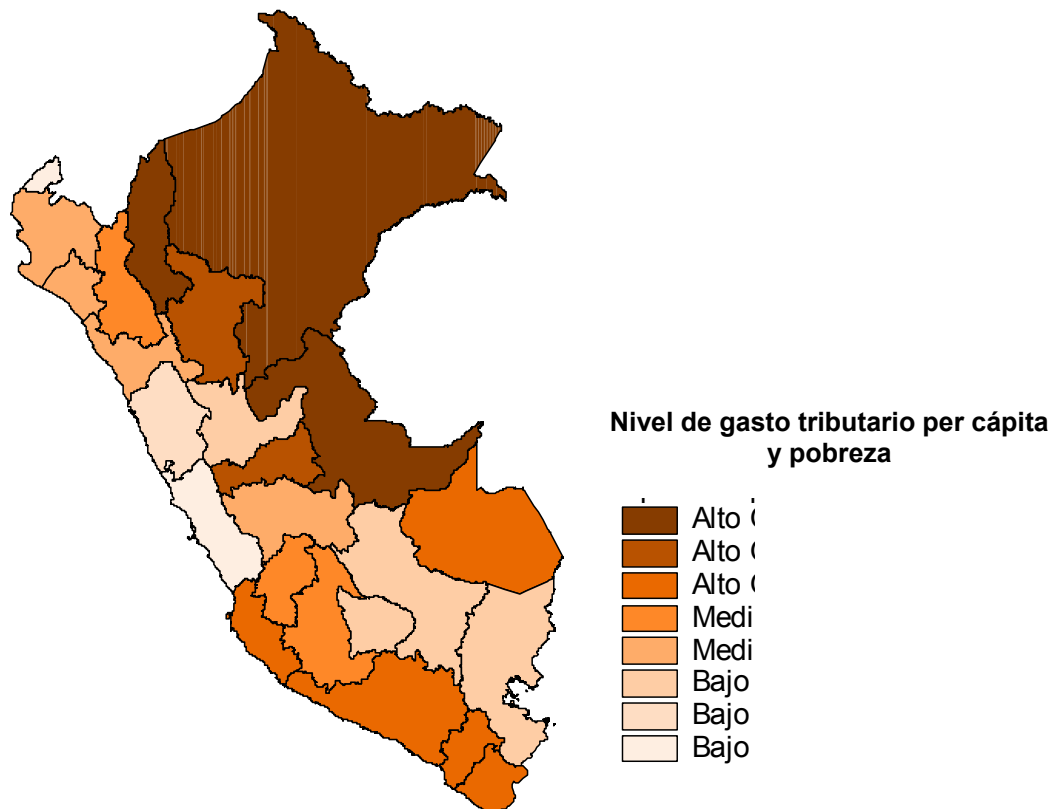 Nivel de gasto tributario per cápita
y pobreza
Alto
Alto
Alto
Medi
Medi
Bajo
Bajo
Bajo